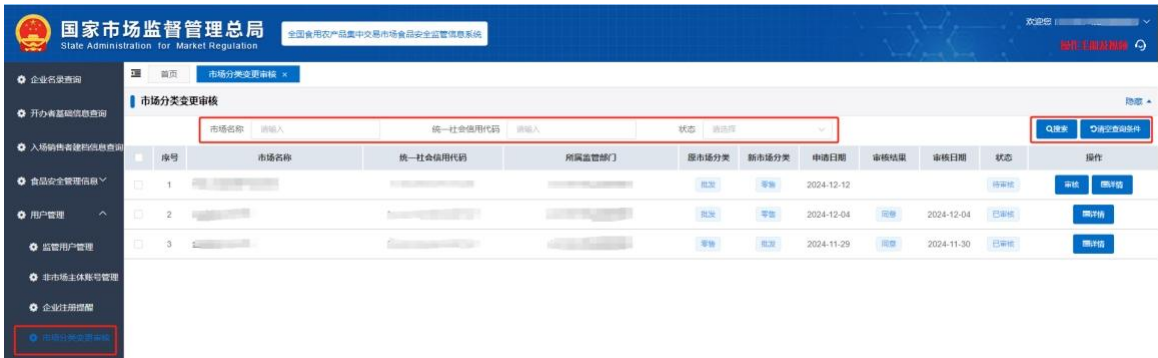 国家市场监督管理总局
State Administration for Market Regulation
全国食用农产品集中交易市场食品安全监管信息系统
欢迎您
企业名录查询
首页 市场分类变更审核 ×
市场分类变更审核 隐藏
开办者基础信息查询
市场名称 请输入 统一社会信用代码 请输入 状态 请选择 搜索 清空查询条件
入场销售者建档信息查询
序号 市场名称 统一社会信用代码 所属监管部门 原市场分类 新市场分类 申请日期 审核结果 审核日期 状态 操作
食品安全管理信息
1 批发 零售 2024-12-12 待审核 审核 详情
用户管理
2 批发 零售 2024-12-04 同意 2024-12-04 已审核 详情
监管用户管理
3 零售 批发 2024-11-29 同意 2024-11-30 已审核 详情
非市场主体账号管理
企业注册提醒
市场分类变更审核